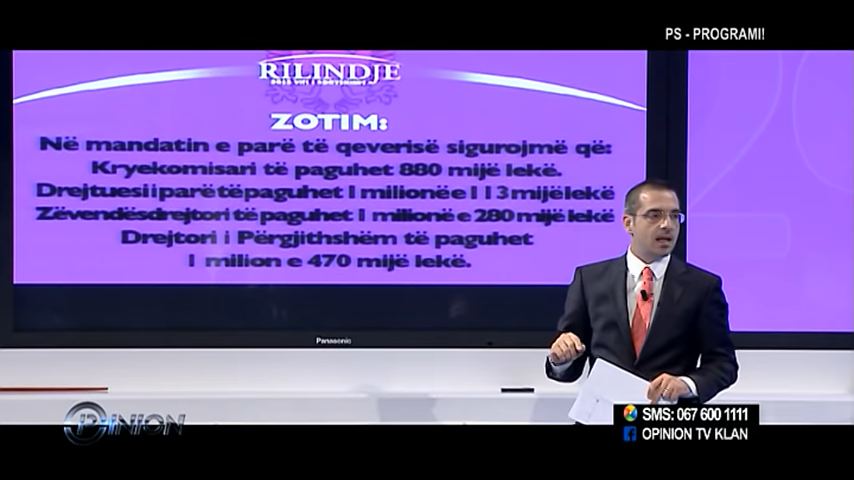 PS - PROGRAMI!
RILINDJE
ZOTIM:
Në mandatin e parë të qeverisë sigurojmë që:
Kryekomisari të paguhet 880 mijë lekë.
Drejtuesi i parë të paguhet 1 milionë e 113 mijë lekë
Zëvendësdrejtori të paguhet 1 milionë e 280 mijë lekë
Drejtori i Përgjithshëm të paguhet
1 milion e 470 mijë lekë.
Panasonic
OPINION
SMS: 067 600 1111
OPINION TV KLAN